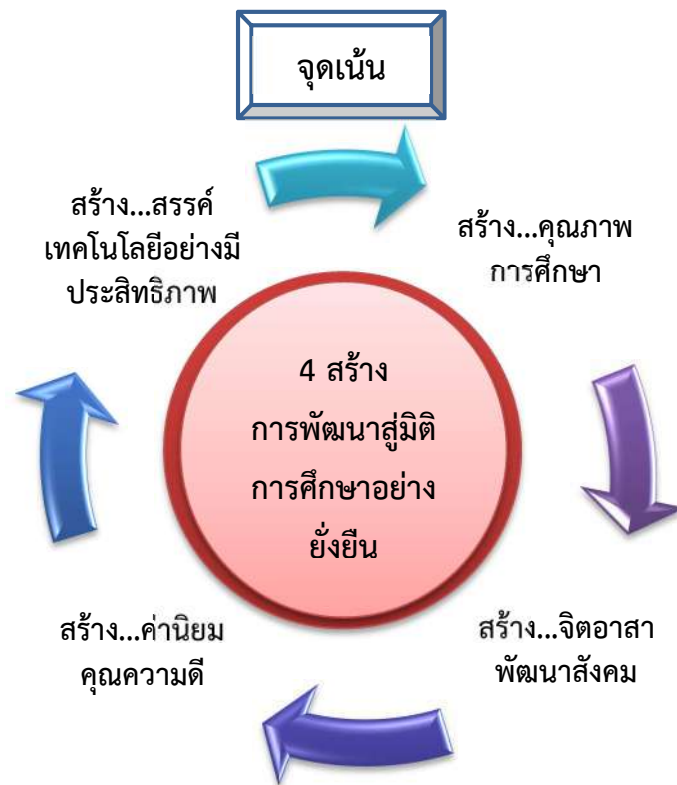 จุดเน้น
สร้าง...สรรค์
เทคโนโลยีอย่างมี
ประสิทธิภาพ
สร้าง...คุณภาพ
การศึกษา
4 สร้าง
การพัฒนาสู่มิติ
การศึกษาอย่าง
ยั่งยืน
สร้าง...ค่านิยม
คุณความดี
สร้าง...จิตอาสา
พัฒนาสังคม